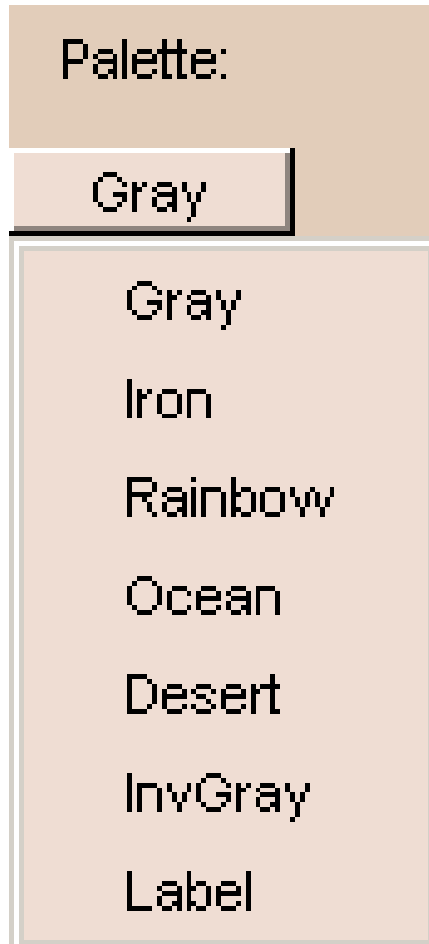 Palette:
Gray
Gray
Iron
Rainbow
Ocean
Desert
InvGray
Label